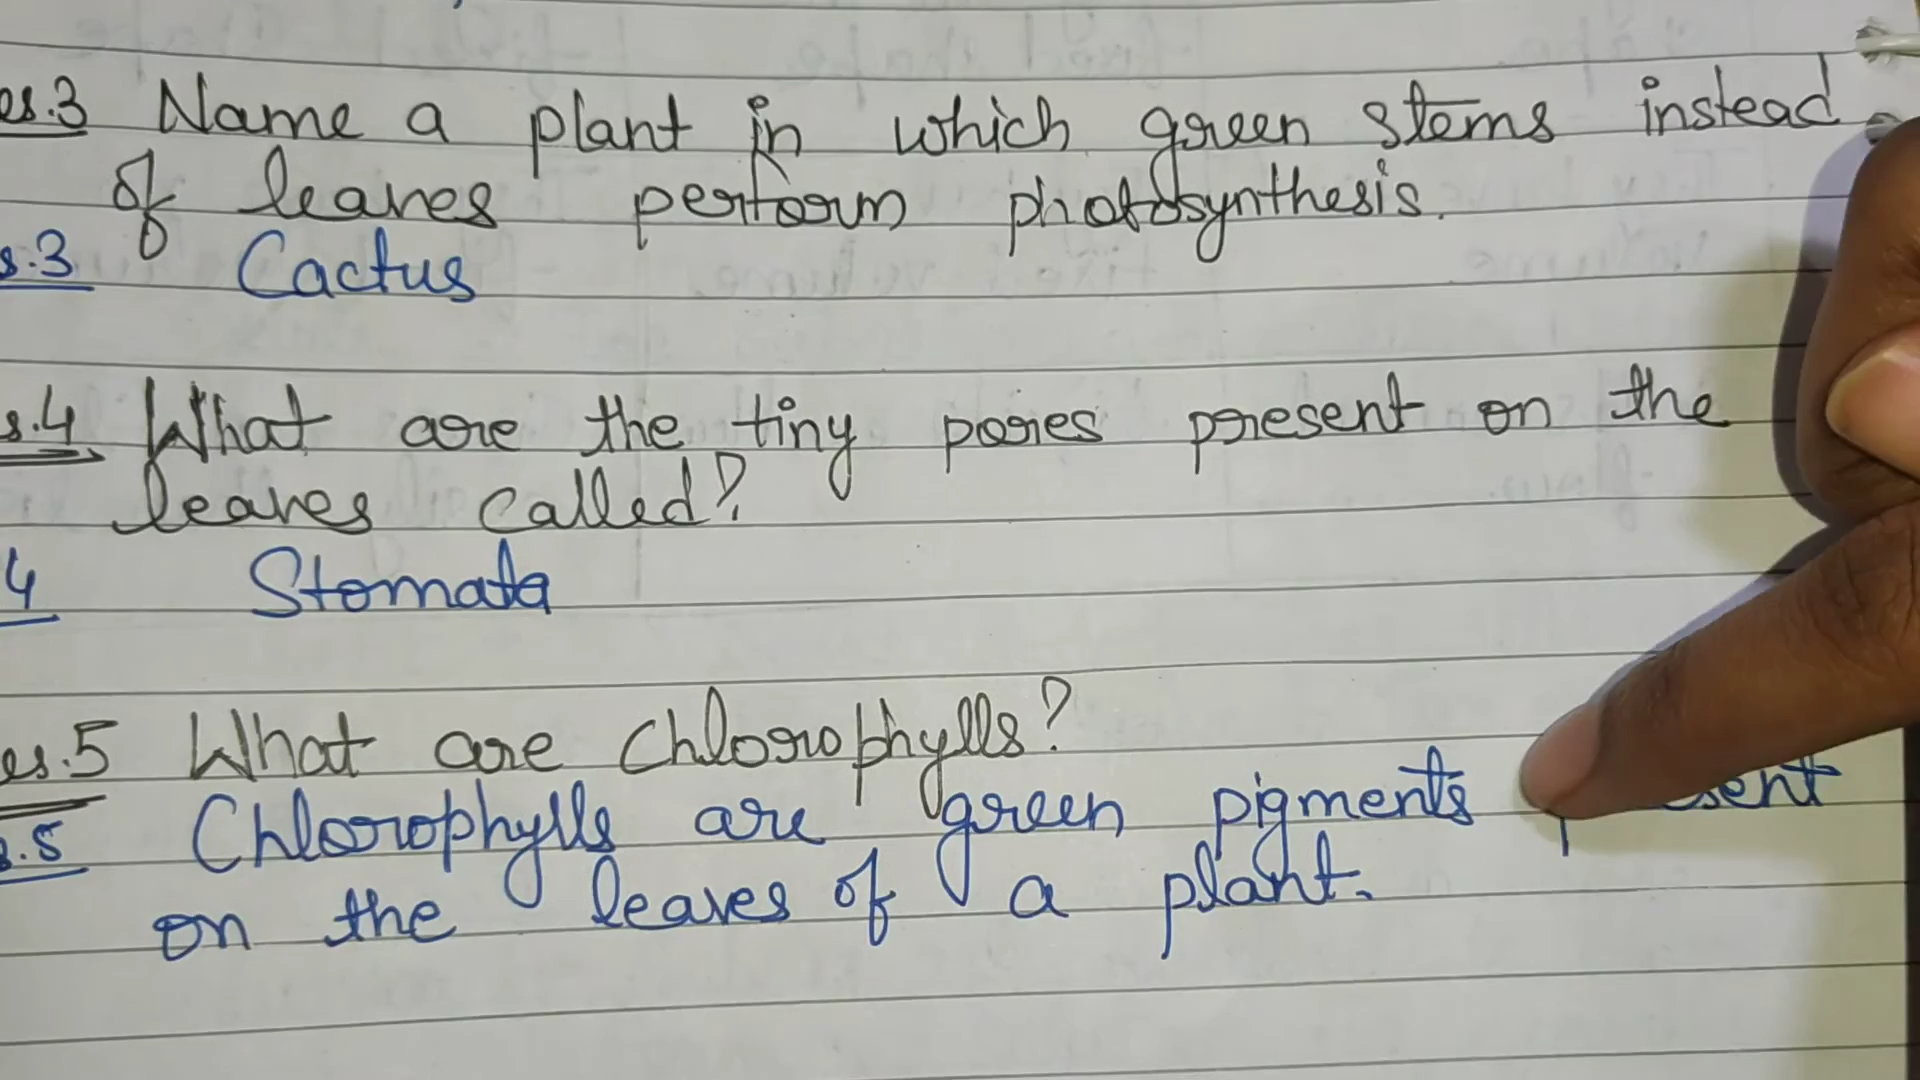 es.3 Name a plant in which green stems instead
of leaves perform photosynthesis.
s.3 Cactus
s.4 What are the tiny pores present on the
leaves called?
4 Stomata
es.5 What are Chlorophylls?
s.5 Chlorophylls are green pigments
on the leaves of a plant.